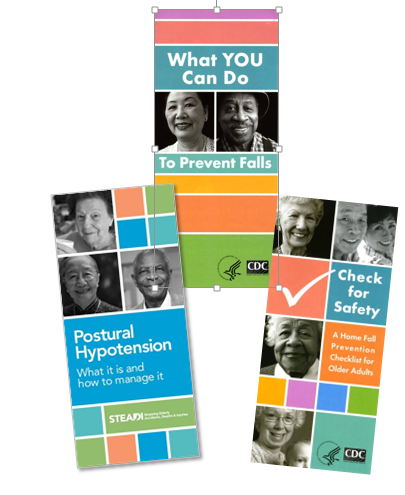 What YOU
Can Do
To Prevent Falls
CDC
Postural
Hypotension
What it is and
how to manage it
STEADI
Check
for
Safety
A Home Fall
Prevention
Checklist for
Older Adults
CDC